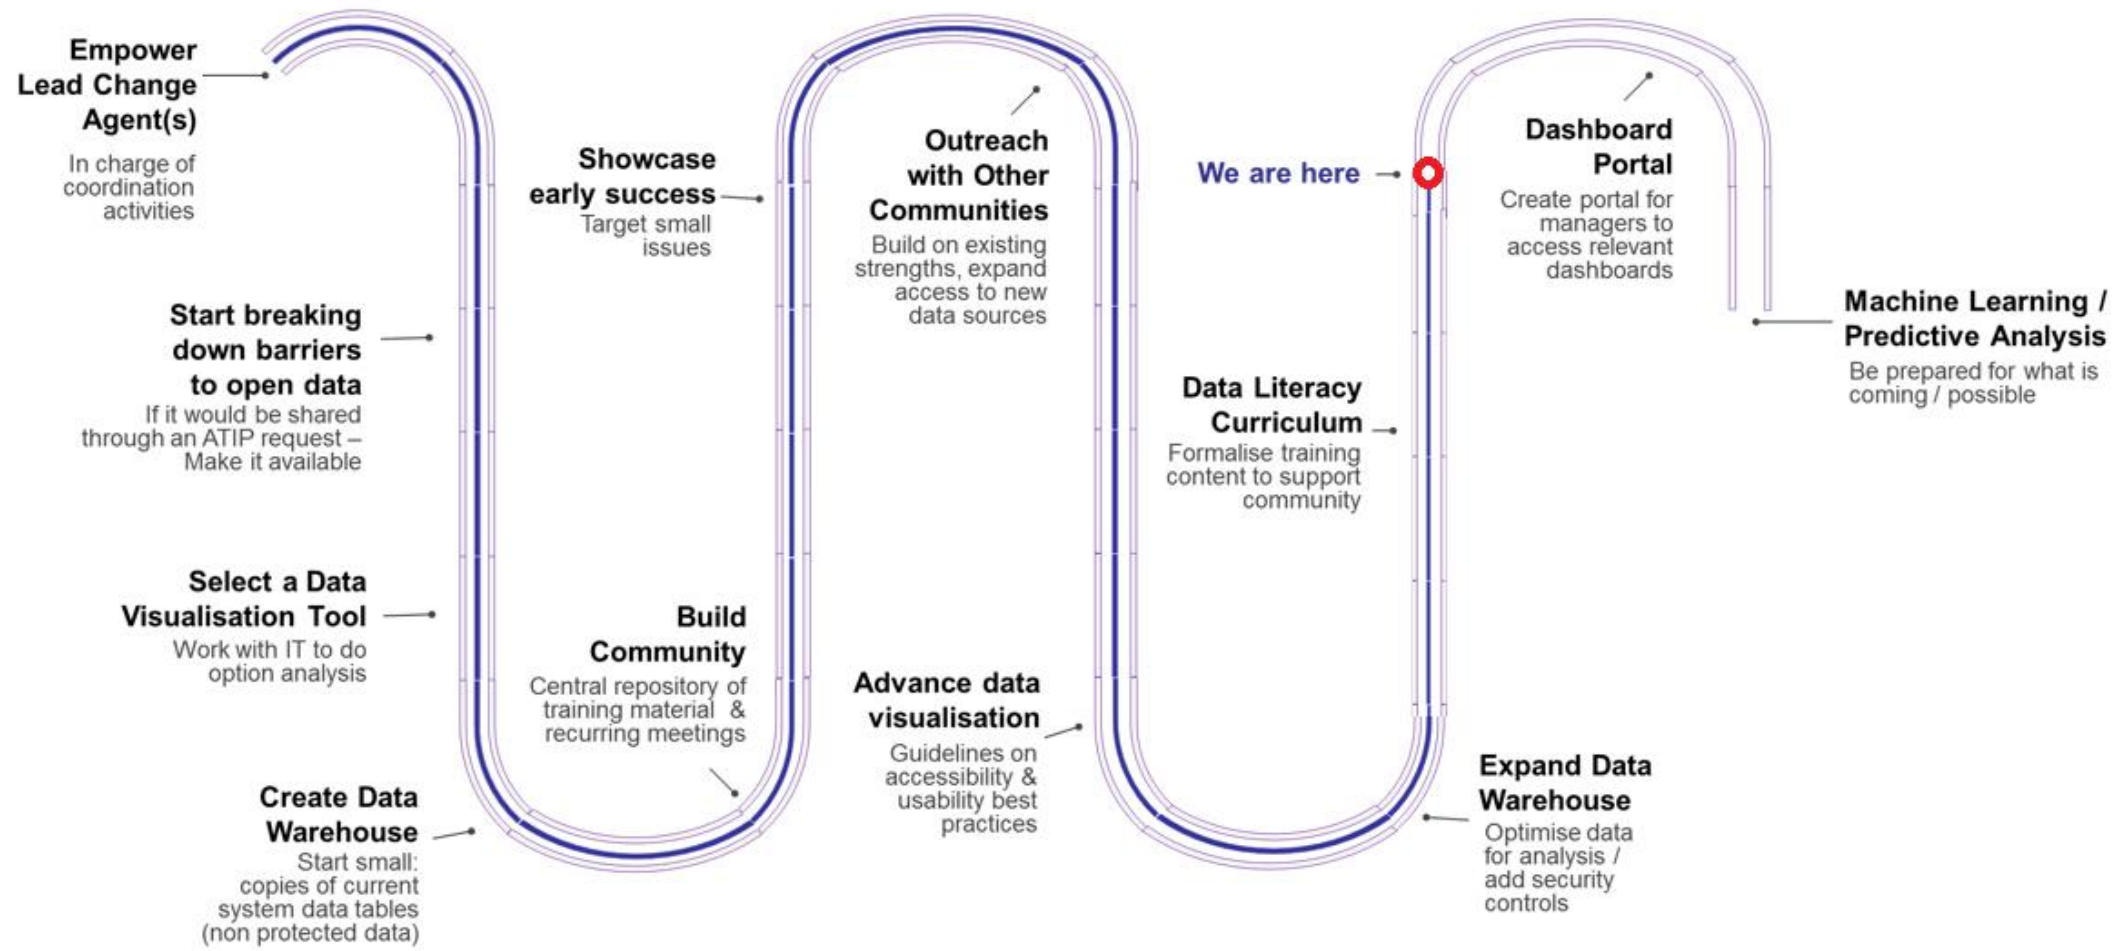 Empower
Lead Change
Agent(s)
In charge of
coordination
activities
Start breaking
down barriers
to open data
If it would be shared
through an ATIP request –
Make it available
Select a Data
Visualisation Tool
Work with IT to do
option analysis
Create Data
Warehouse
Start small:
copies of current
system data tables
(non protected data)
Build
Community
Central repository of
training material &
recurring meetings
Showcase
early success
Target small
issues
Outreach
with Other
Communities
Build on existing
strengths, expand
access to new
data sources
Advance data
visualisation
Guidelines on
accessibility &
usability best
practices
Expand Data
Warehouse
Optimise data
for analysis /
add security
controls
Data Literacy
Curriculum
Formalise training
content to support
community
We are here
Dashboard
Portal
Create portal for
managers to
access relevant
dashboards
Machine Learning /
Predictive Analysis
Be prepared for what is
coming / possible